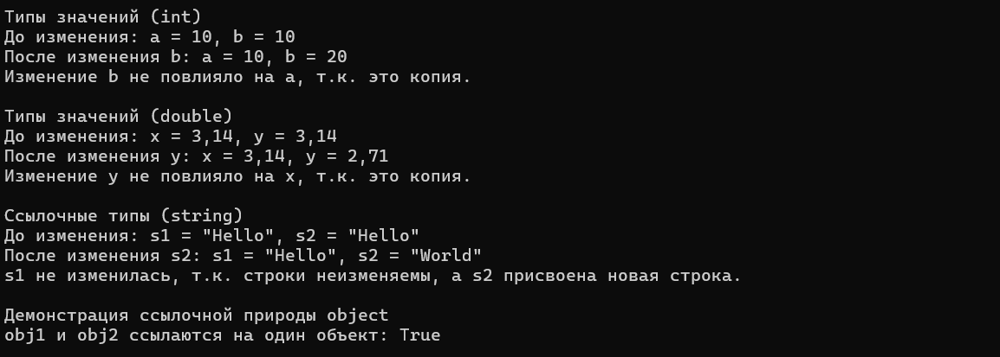 Типы значений (int)
До изменения: a = 10, b = 10
После изменения b: a = 10, b = 20
Изменение b не повлияло на a, т.к. это копия.
Типы значений (double)
До изменения: x = 3,14, y = 3,14
После изменения y: x = 3,14, y = 2,71
Изменение y не повлияло на x, т.к. это копия.
Ссылочные типы (string)
До изменения: s1 = "Hello", s2 = "Hello"
После изменения s2: s1 = "Hello", s2 = "World"
s1 не изменилась, т.к. строки неизменяемы, а s2 присвоена новая строка.
Демонстрация ссылочной природы object
obj1 и obj2 ссылаются на один объект: True